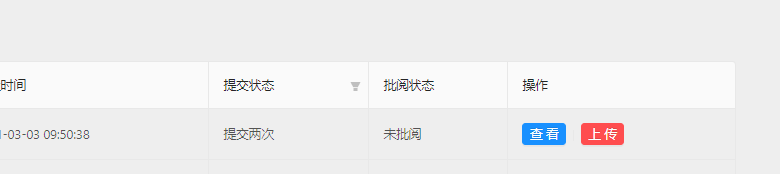 时间 提交状态 批阅状态 操作
-03-03 09:50:38 提交两次 未批阅 查看 上传